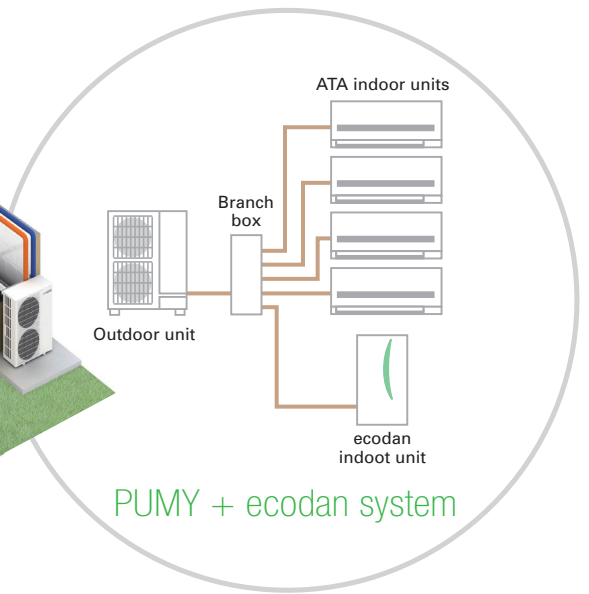 ATA indoor units
Branch
box
Outdoor unit
ecodan
indoot unit
PUMY + ecodan system